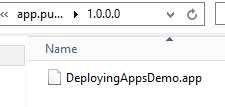 « app.pu... ▸ 1.0.0.0
Name
DeployingAppsDemo.app